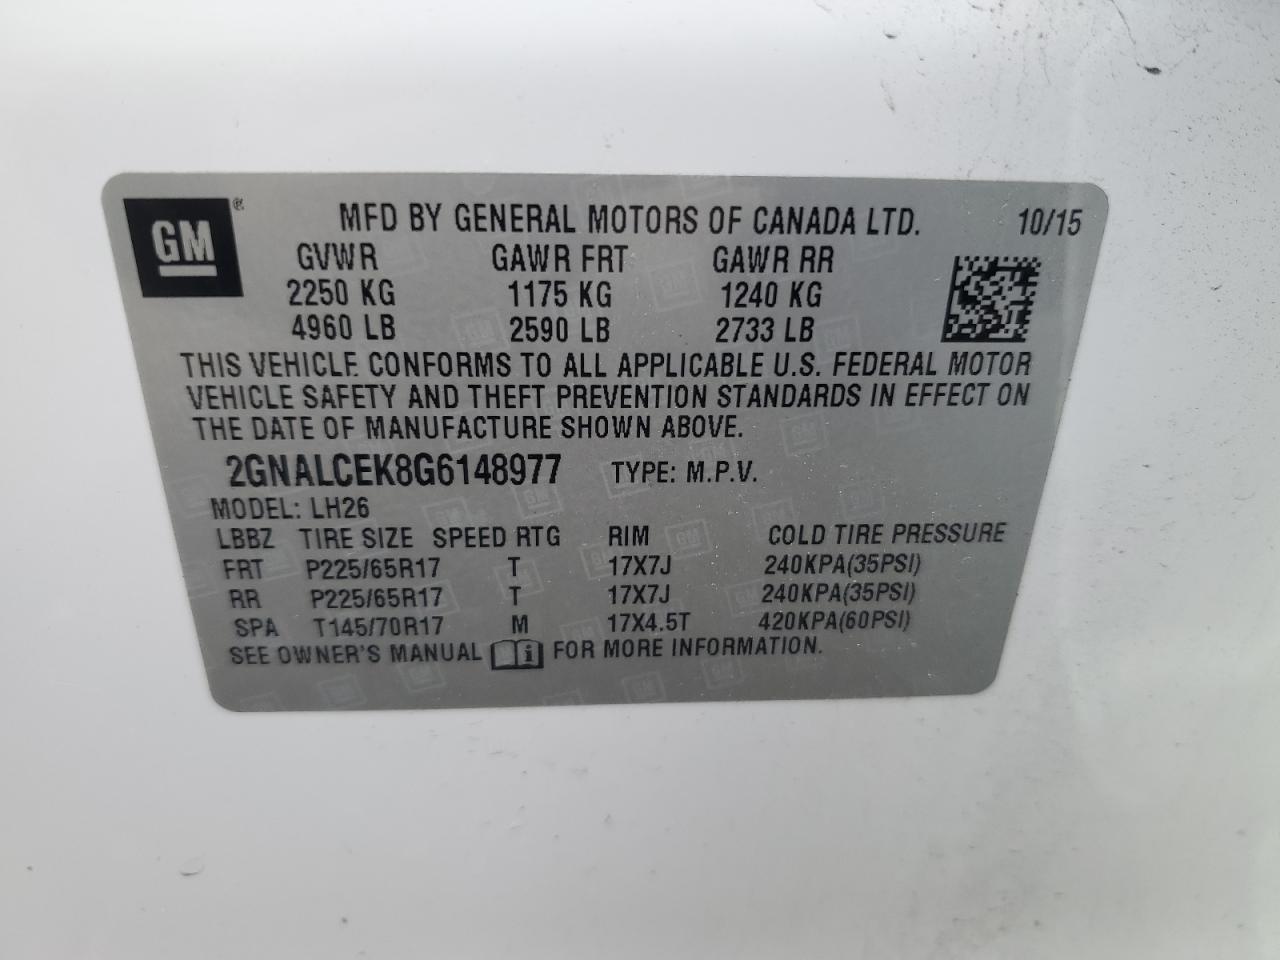 GM ®
MFD BY GENERAL MOTORS OF CANADA LTD. 10/15
GVWR GAWR FRT GAWR RR
2250 KG 1175 KG 1240 KG
4960 LB 2590 LB 2733 LB
THIS VEHICLE CONFORMS TO ALL APPLICABLE U.S. FEDERAL MOTOR
VEHICLE SAFETY AND THEFT PREVENTION STANDARDS IN EFFECT ON
THE DATE OF MANUFACTURE SHOWN ABOVE.
2GNALCEK8G6148977 TYPE: M.P.V.
MODEL: LH26
LBBZ TIRE SIZE SPEED RTG RIM COLD TIRE PRESSURE
FRT P225/65R17 T 17X7J 240KPA(35PSI)
RR P225/65R17 T 17X7J 240KPA(35PSI)
SPA T145/70R17 M 17X4.5T 420KPA(60PSI)
SEE OWNER'S MANUAL FOR MORE INFORMATION.